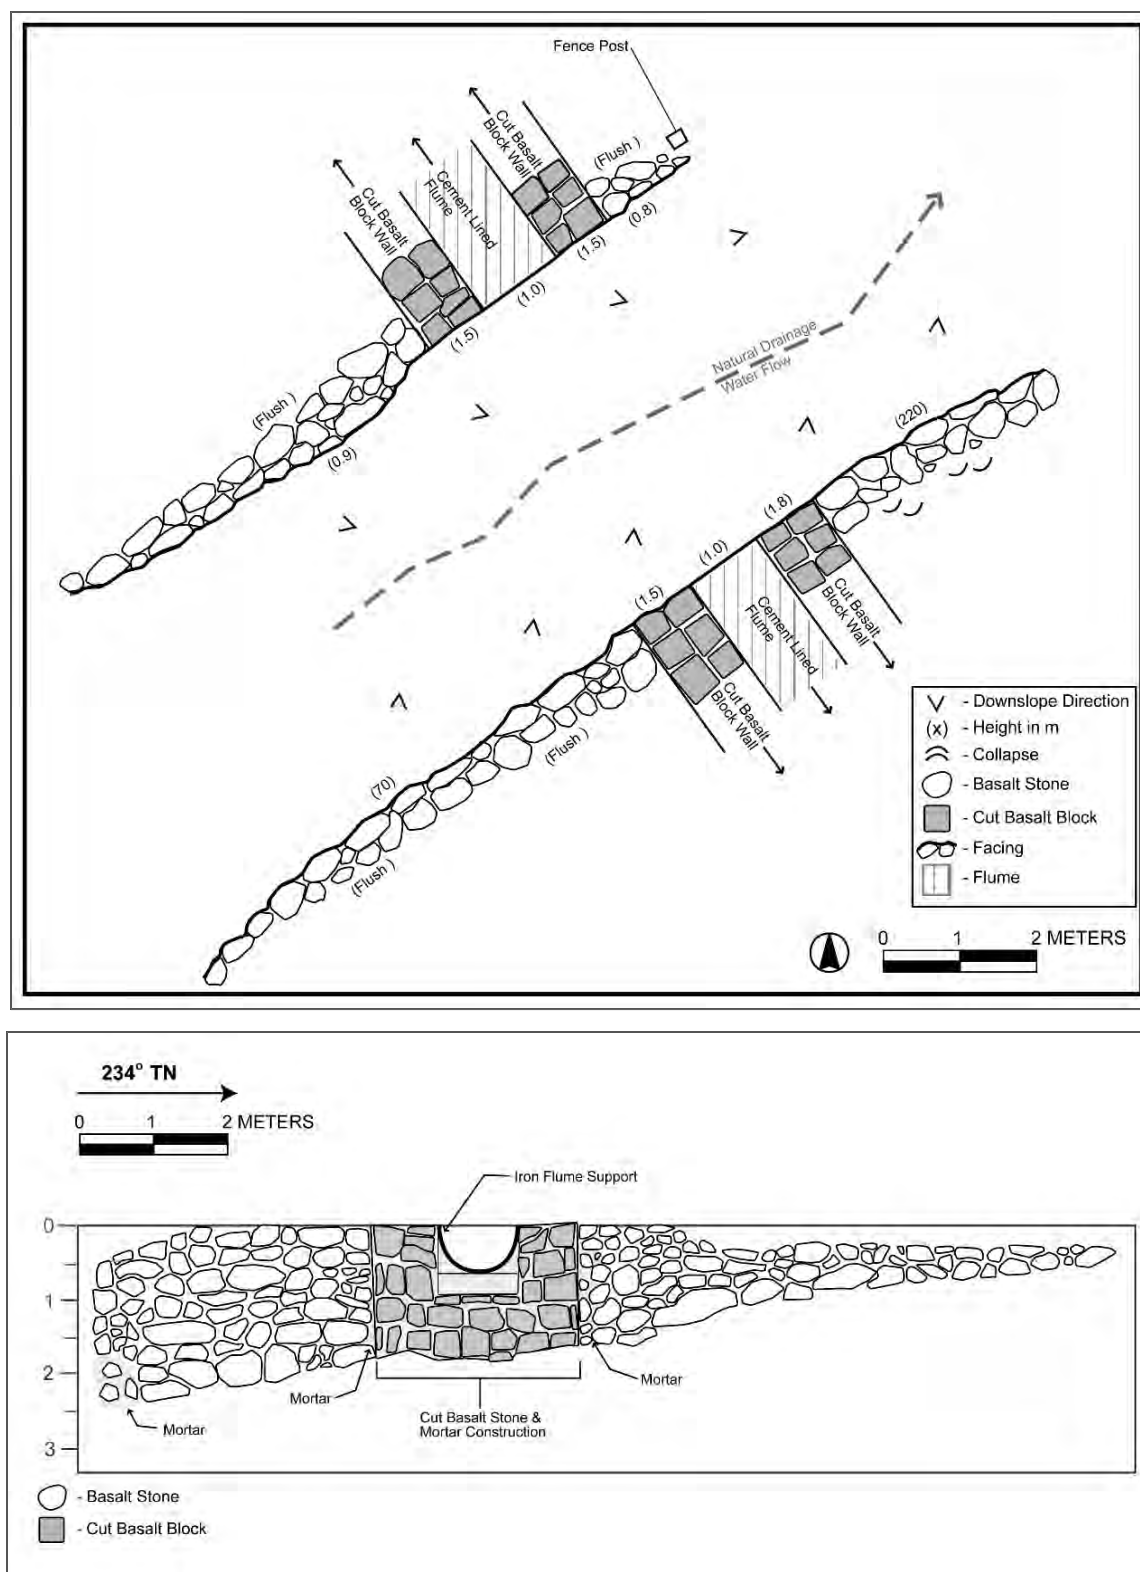 Fence Post
Cut Basalt
Block Wall
(Flush )
Cement Lined
Flume
Cut Basalt
Block Wall
(0.8)
(1.5)
(1.0)
(1.5)
(Flush )
(0.9)
Natural Drainage
Water Flow
(220)
(1.8)
(1.0)
(1.5)
Cut Basalt
Block Wall
Cement Lined
Flume
Cut Basalt
Block Wall
(Flush )
(70)
(Flush )
- Downslope Direction
(x) - Height in m
- Collapse
- Basalt Stone
- Cut Basalt Block
- Facing
- Flume
0 1 2 METERS
234° TN
0 1 2 METERS
Iron Flume Support
0
1
2
3
Mortar
Mortar
Mortar
Cut Basalt Stone &
Mortar Construction
- Basalt Stone
- Cut Basalt Block